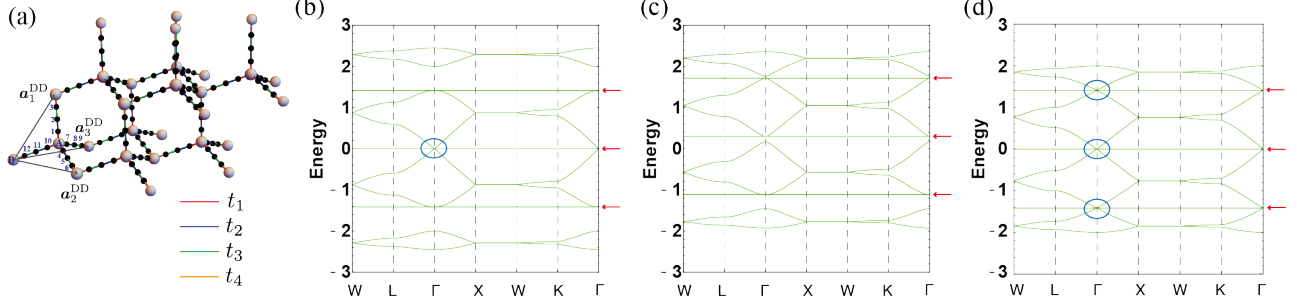 (a)
a₁ᴰᴰ
a₃ᴰᴰ
a₂ᴰᴰ
t₁
t₂
t₃
t₄
(b)
Energy
3
2
1
0
- 1
- 2
- 3
W L Γ X W K Γ
(c)
Energy
3
2
1
0
- 1
- 2
- 3
W L Γ X W K Γ
(d)
Energy
3
2
1
0
- 1
- 2
- 3
W L Γ X W K Γ